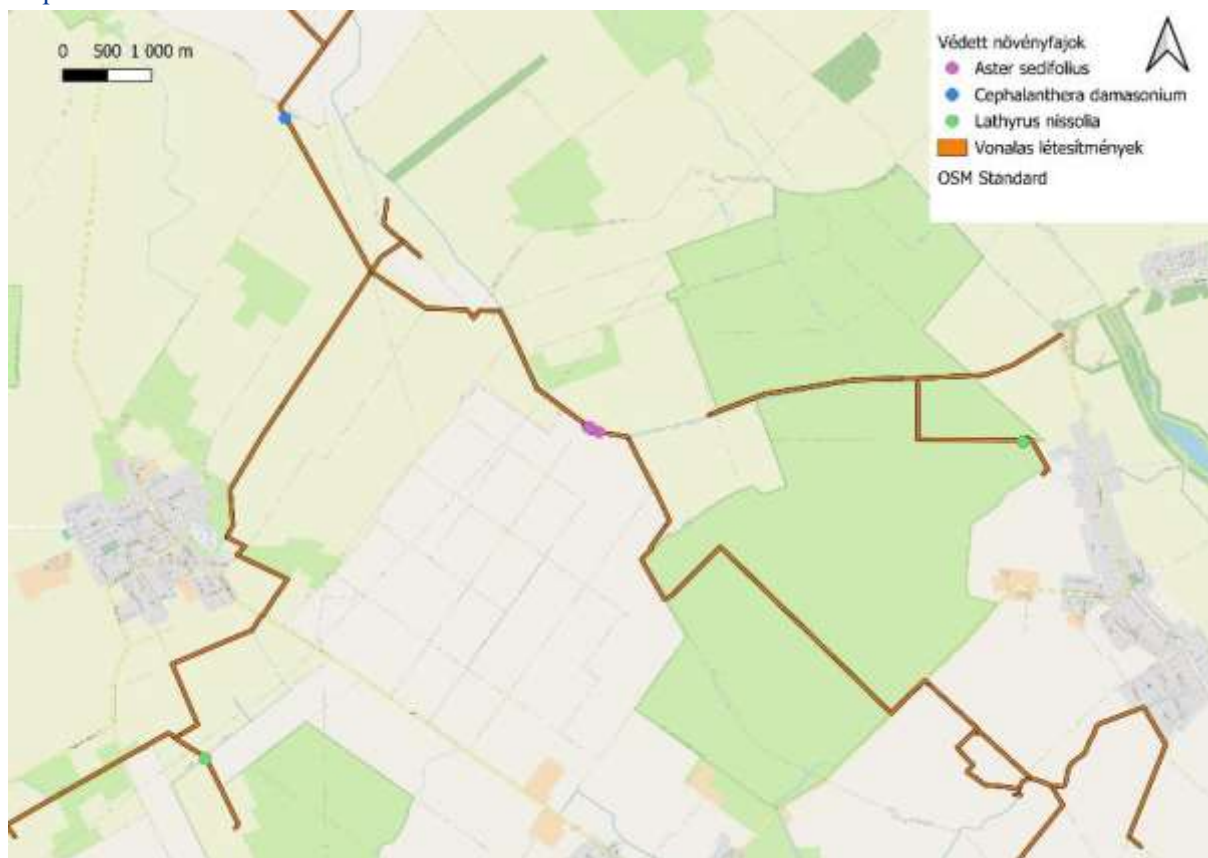 0 500 1 000 m
Védett növényfajok
Aster sedifolius
Cephalanthera damasonium
Lathyrus nissolia
Vonalas létesítmények
OSM Standard